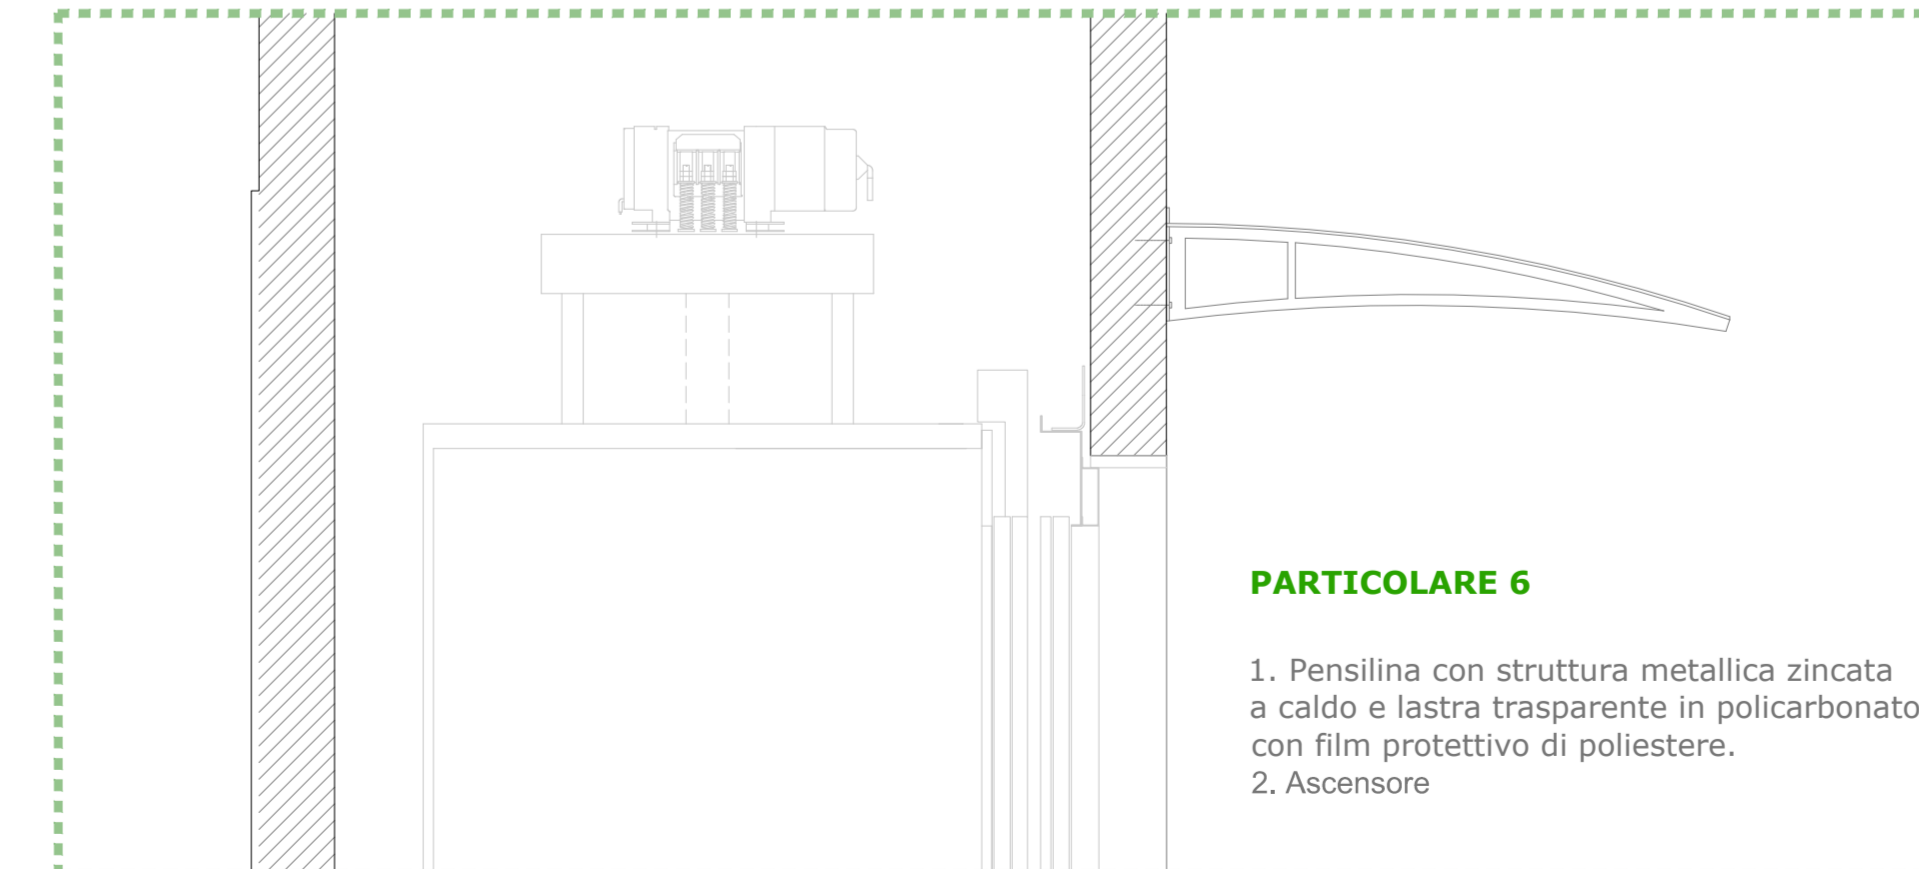 PARTICOLARE 6
1. Pensilina con struttura metallica zincata
a caldo e lastra trasparente in policarbonato
con film protettivo di poliestere.
2. Ascensore